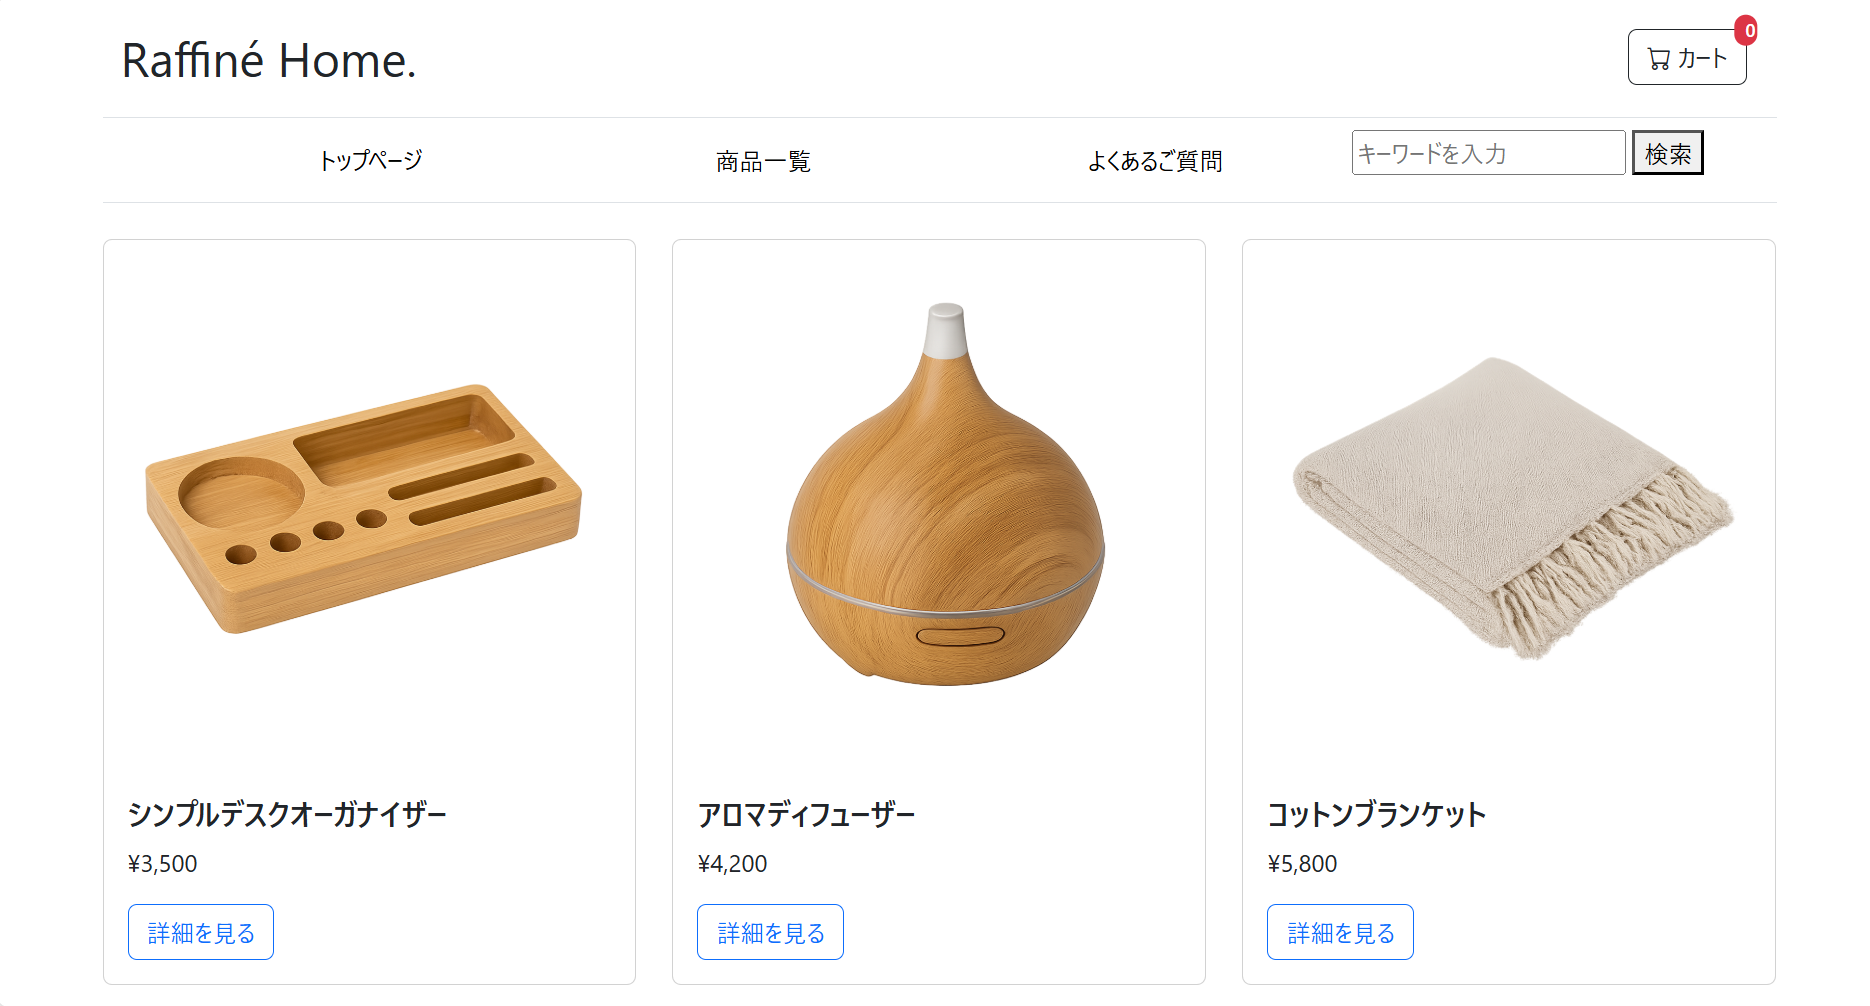 Raffiné Home.
カート
0
トップページ
商品一覧
よくあるご質問
キーワードを入力
検索
シンプルデスクオーガナイザー
¥3,500
詳細を見る
アロマディフューザー
¥4,200
詳細を見る
コットンブランケット
¥5,800
詳細を見る